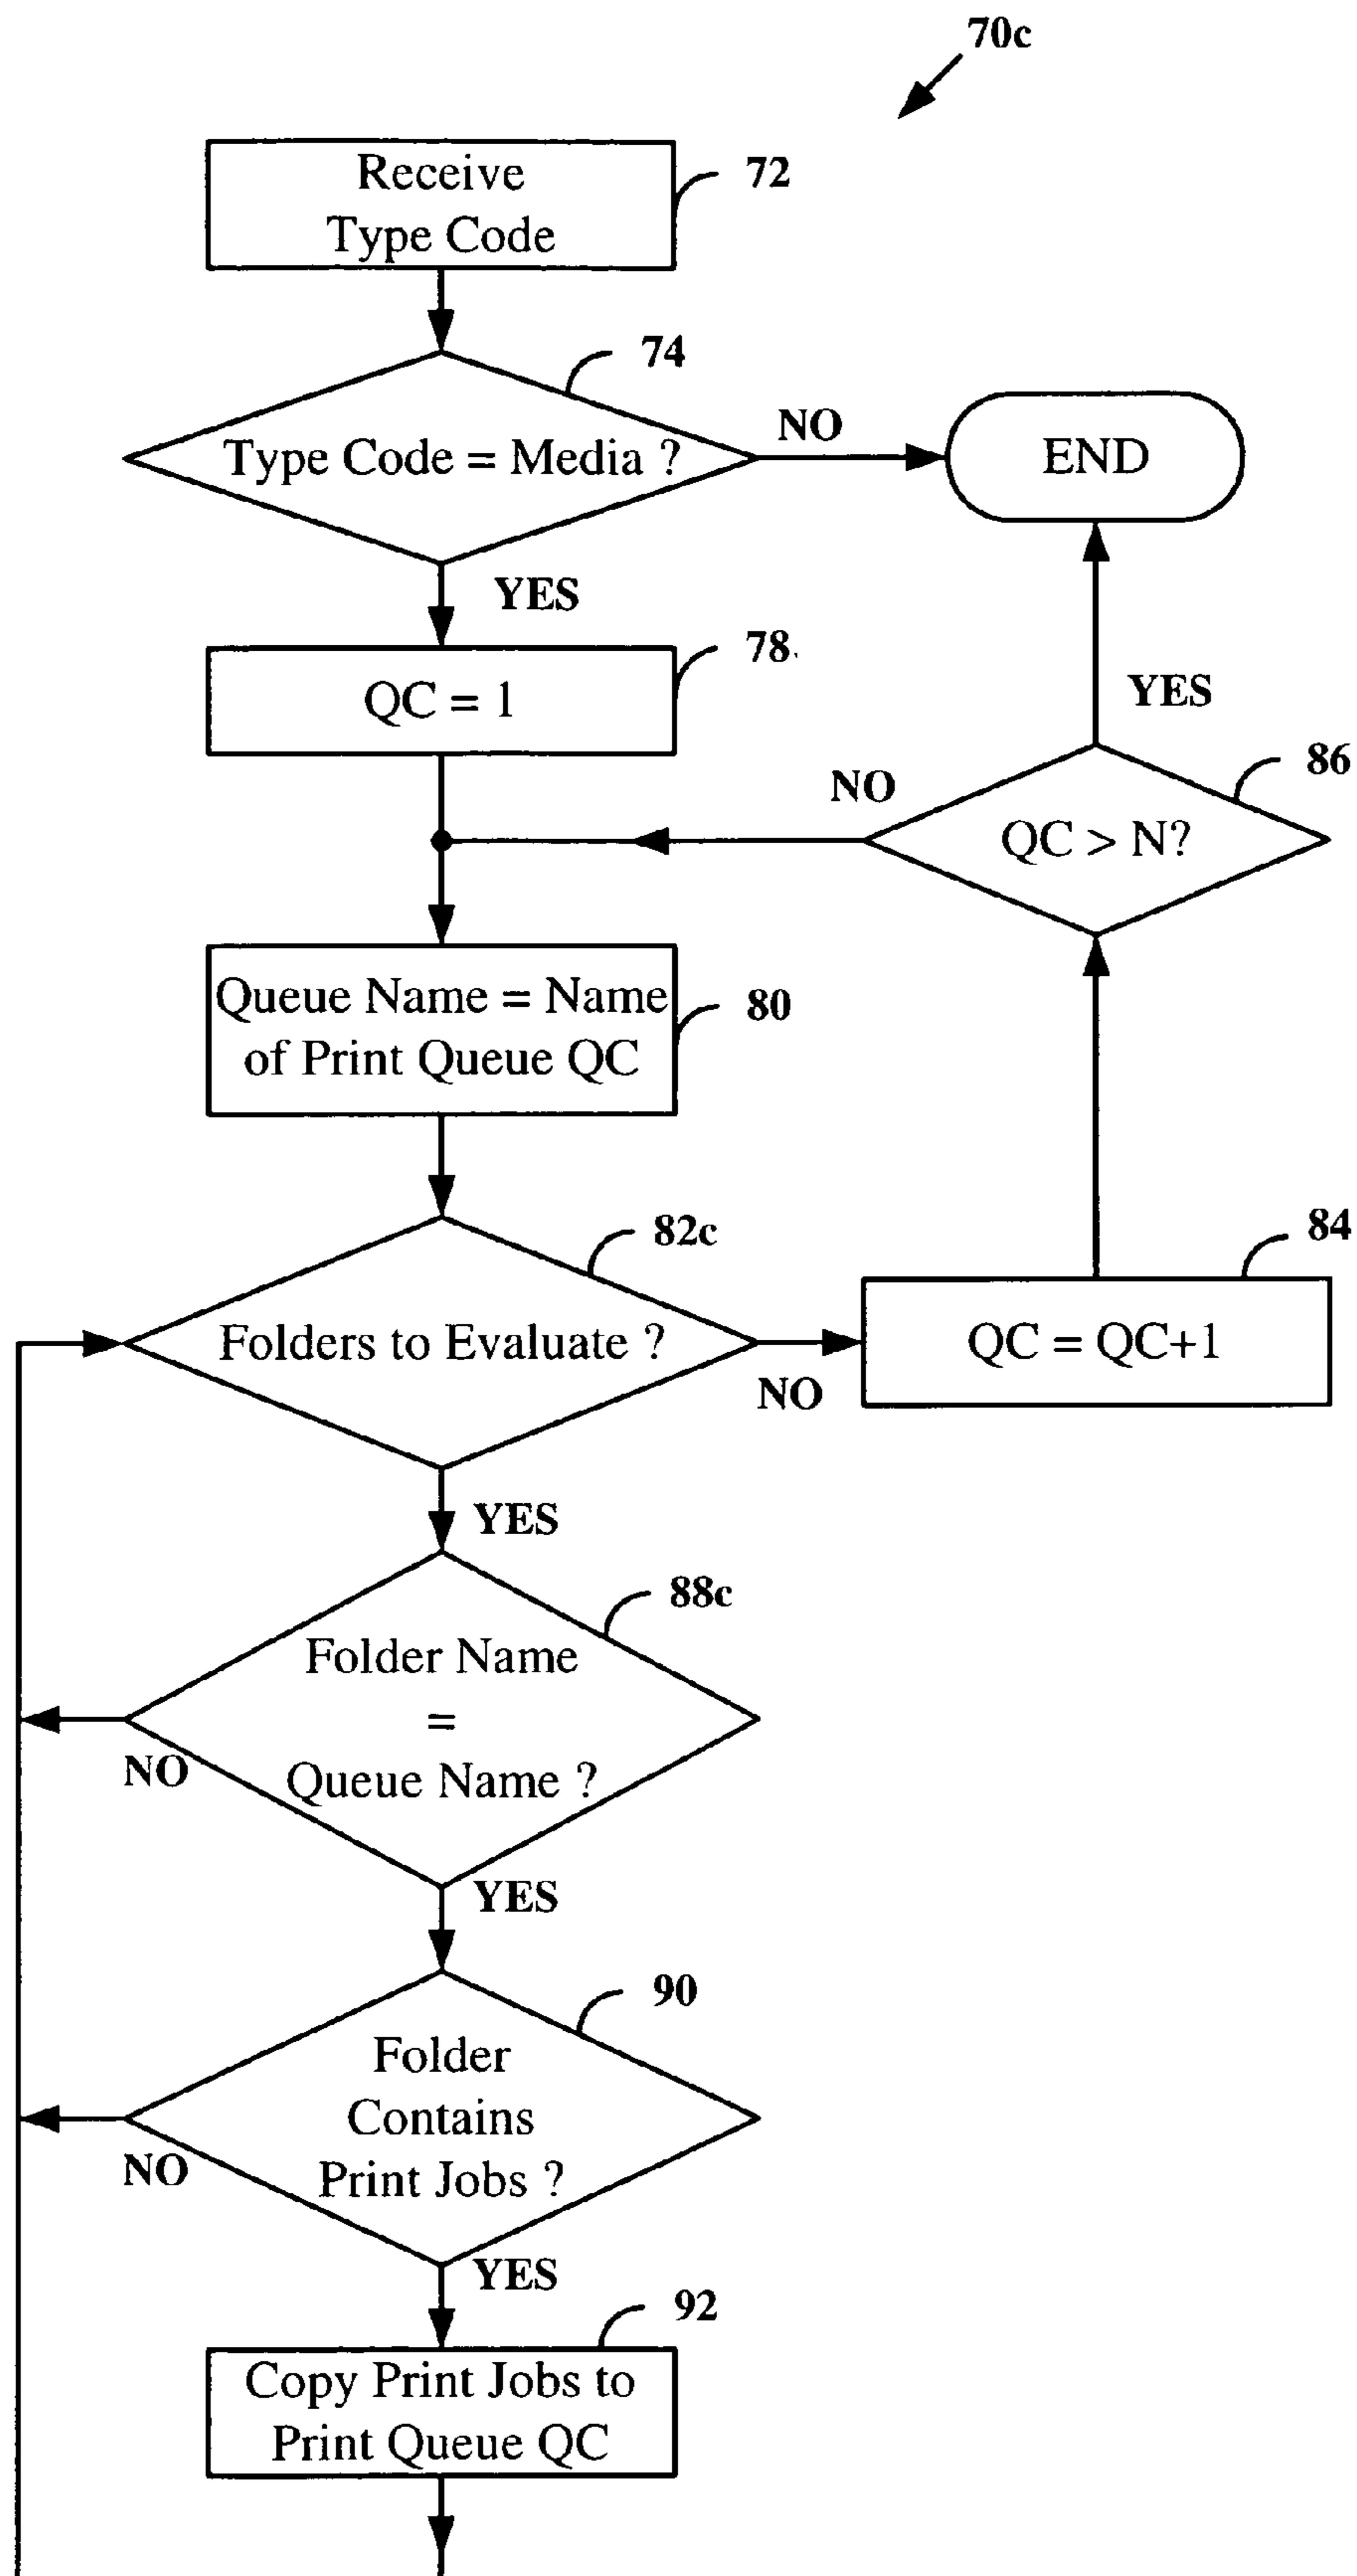 70c
Receive
Type Code
72
74
Type Code = Media ?
NO
END
YES
78
QC = 1
YES
NO
86
QC > N?
Queue Name = Name
of Print Queue QC
80
82c
Folders to Evaluate ?
NO
84
QC = QC+1
YES
88c
Folder Name
=
Queue Name ?
NO
YES
90
Folder
Contains
Print Jobs ?
NO
YES
92
Copy Print Jobs to
Print Queue QC